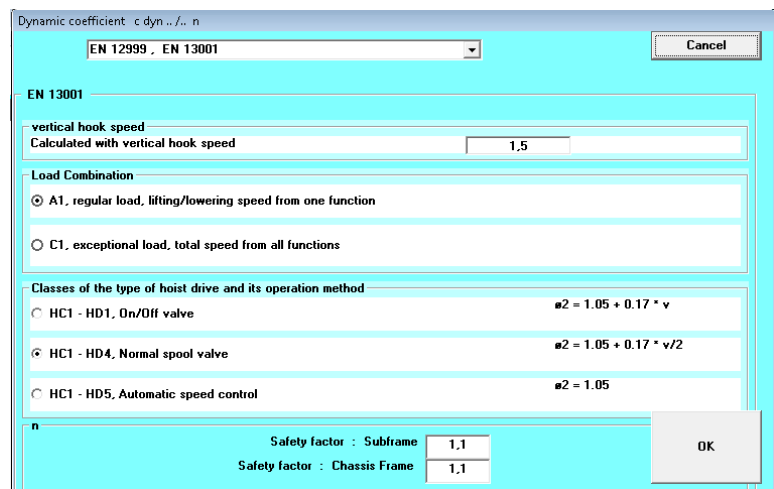 Dynamic coefficient c dyn .. /.. n
EN 12999 , EN 13001
Cancel
EN 13001
vertical hook speed
Calculated with vertical hook speed 1,5
Load Combination
A1, regular load, lifting/lowering speed from one function
C1, exceptional load, total speed from all functions
Classes of the type of hoist drive and its operation method
HC1 - HD1, On/Off valve ø2 = 1.05 + 0.17 * v
HC1 - HD4, Normal spool valve ø2 = 1.05 + 0.17 * v/2
HC1 - HD5, Automatic speed control ø2 = 1.05
n
Safety factor : Subframe 1,1
Safety factor : Chassis Frame 1,1
OK